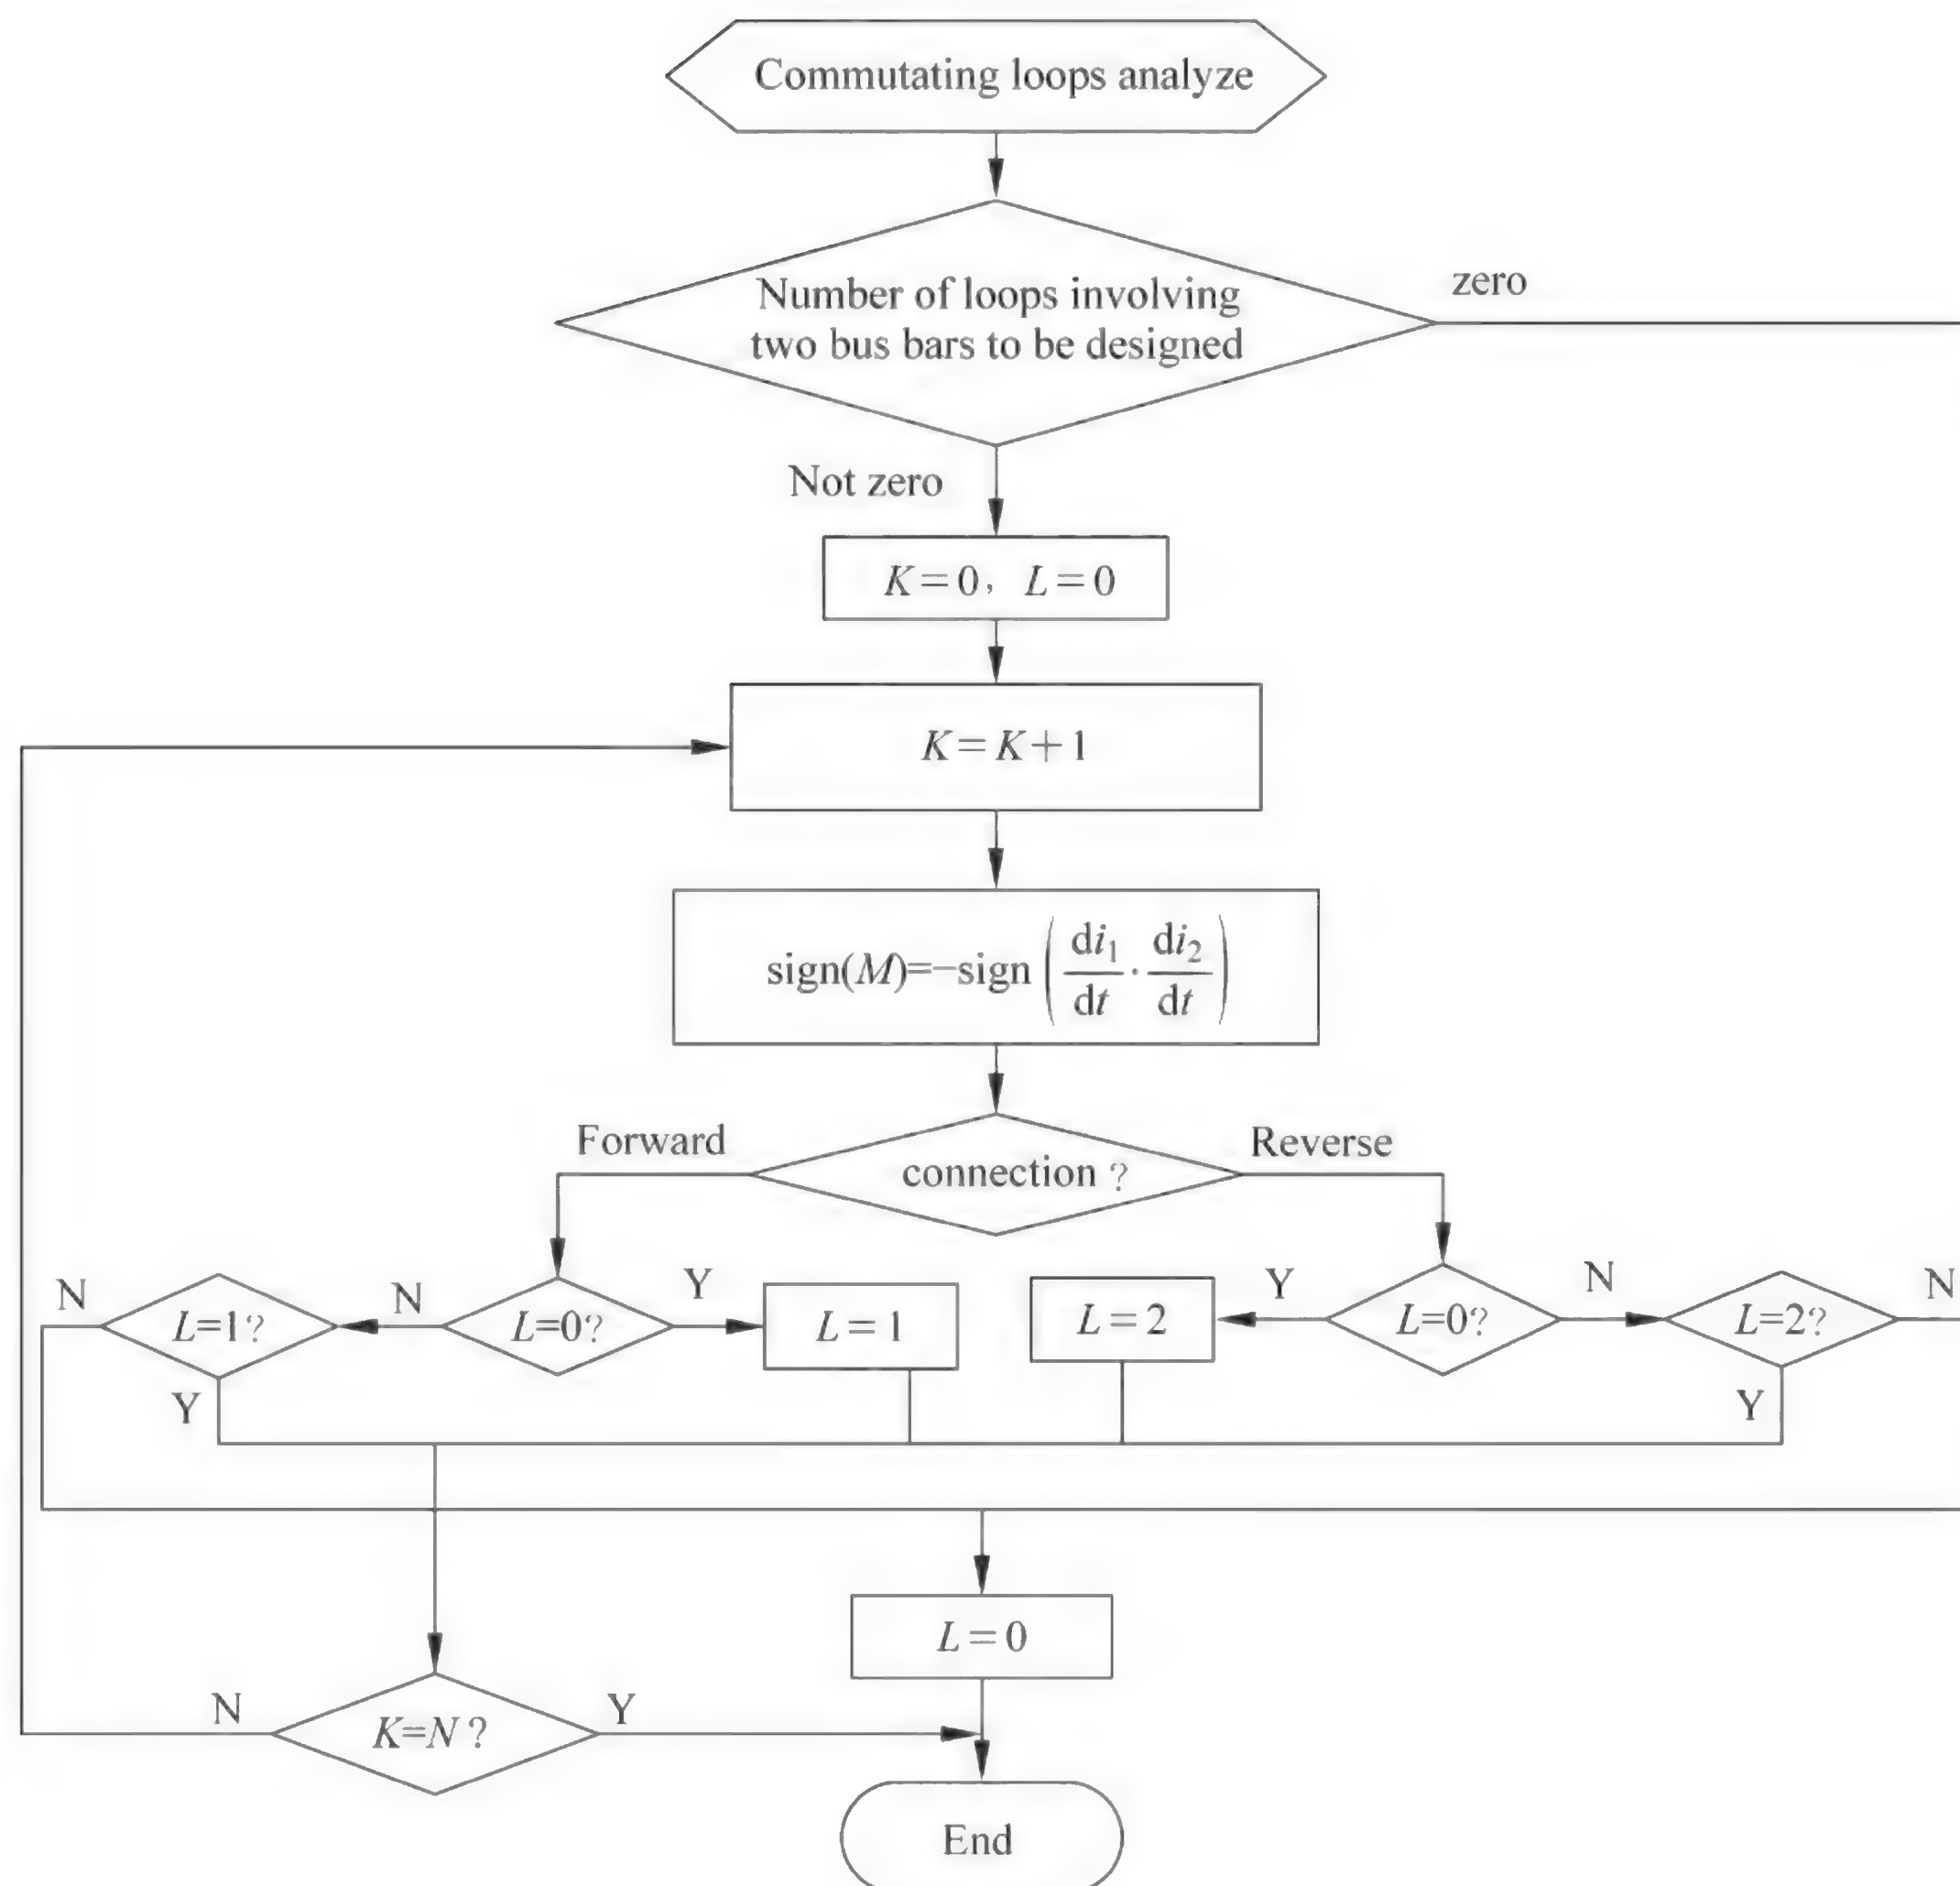 Commutating loops analyze
Number of loops involving
zero
two bus bars to be designed
Not zero
K=0, L=0
K=K+1
sign(M)=-sign(di₁/dt · di₂/dt)
Forward
connection ?
Reverse
N
L=1?
N
L=0?
Y
L=1
L=2
Y
L=0?
N
L=2?
N
Y
Y
L=0
N
K=N?
Y
End